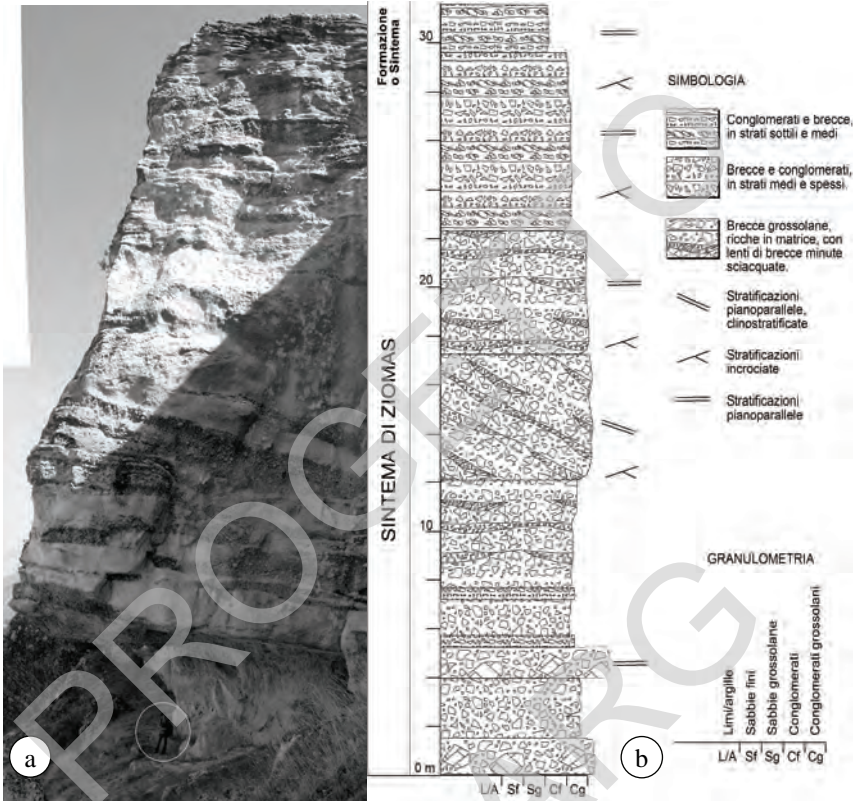 Formazione
o Sintema
SINTEMA DI ZIOMAS
30
20
10
0 m
L/A Sf Sg Cf Cg
SIMBOLOGIA
Conglomerati e brecce,
in strati sottili e medi
Brecce e conglomerati,
in strati medi e spessi.
Brecce grossolane,
ricche in matrice, con
lenti di brecce minute
sciacquate.
Stratificazioni
pianoparallele,
clinostratificate
Stratificazioni
incrociate
Stratificazioni
pianoparallele
GRANULOMETRIA
Limi/argille
Sabbie fini
Sabbie grossolane
Conglomerati
Conglomerati grossolani
L/A Sf Sg Cf Cg
a
b
PROGETTO
CARG